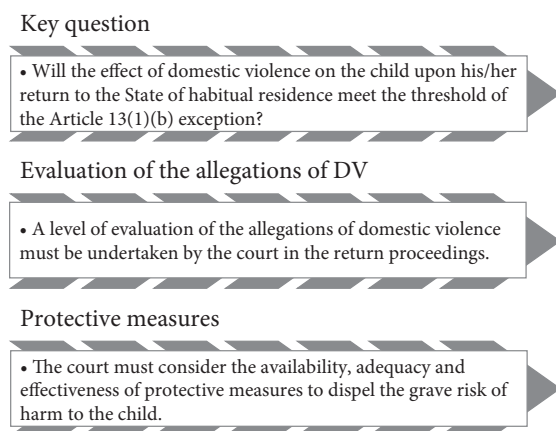 Key question
• Will the effect of domestic violence on the child upon his/her
return to the State of habitual residence meet the threshold of
the Article 13(1)(b) exception?
Evaluation of the allegations of DV
• A level of evaluation of the allegations of domestic violence
must be undertaken by the court in the return proceedings.
Protective measures
• The court must consider the availability, adequacy and
effectiveness of protective measures to dispel the grave risk of
harm to the child.